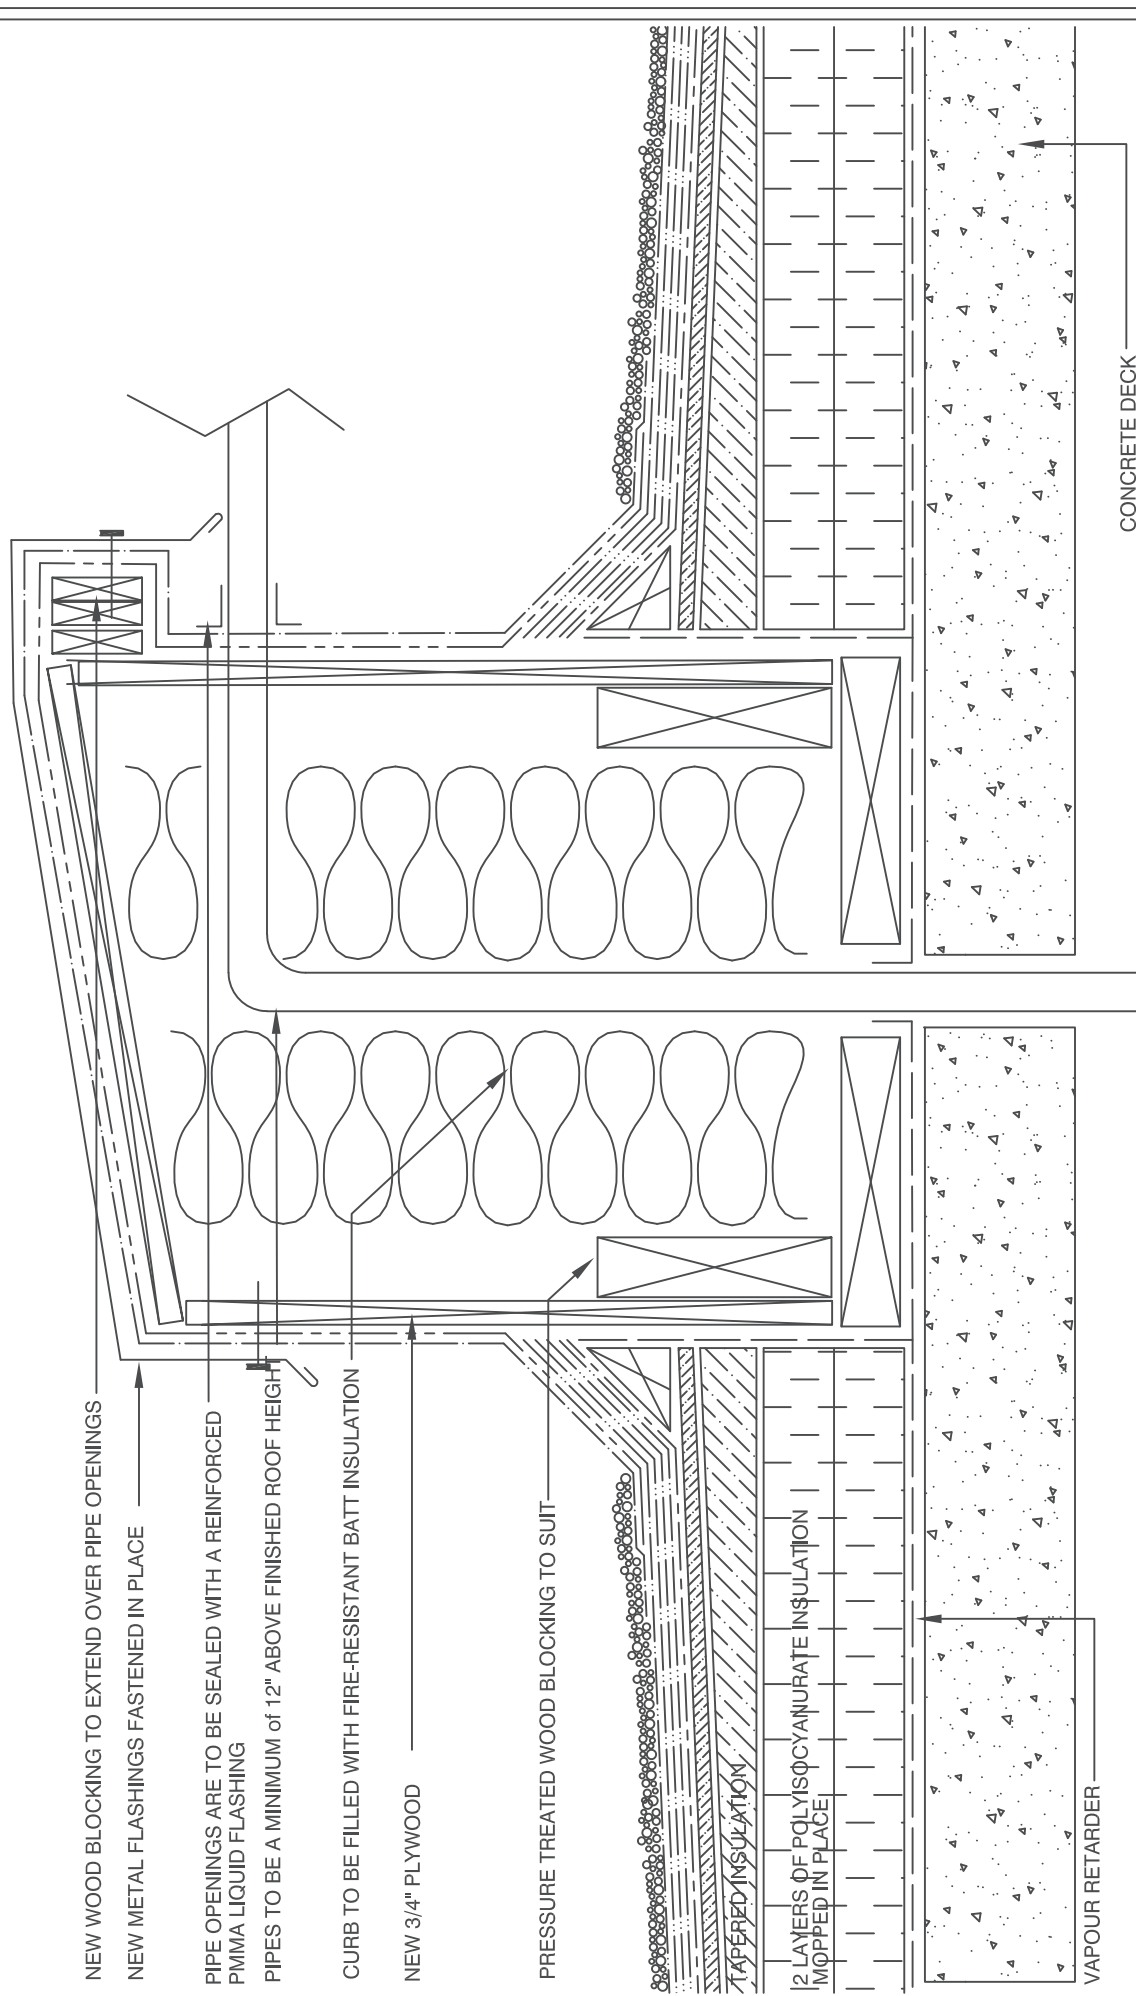 NEW WOOD BLOCKING TO EXTEND OVER PIPE OPENINGS
NEW METAL FLASHINGS FASTENED IN PLACE
PIPE OPENINGS ARE TO BE SEALED WITH A REINFORCED
PMMA LIQUID FLASHING
PIPES TO BE A MINIMUM of 12" ABOVE FINISHED ROOF HEIGHT
CURB TO BE FILLED WITH FIRE-RESISTANT BATT INSULATION
NEW 3/4" PLYWOOD
PRESSURE TREATED WOOD BLOCKING TO SUIT
TAPERED INSULATION
2 LAYERS OF POLYISOCYANURATE INSULATION
MOPPED IN PLACE
VAPOUR RETARDER
CONCRETE DECK